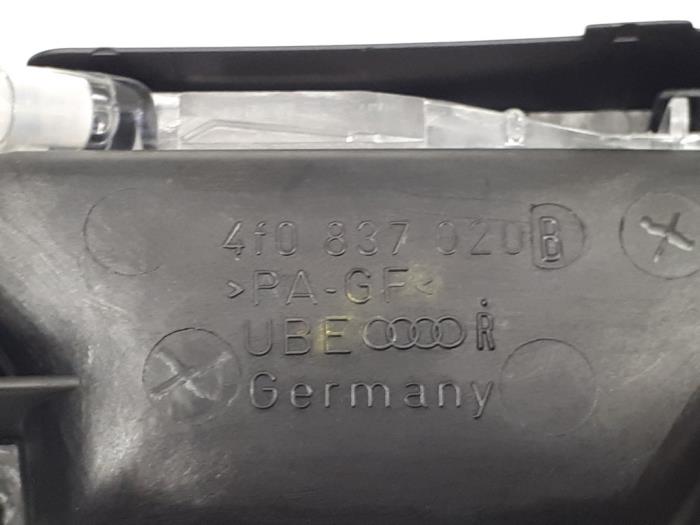 4f0 837 020 B
>PA-GF<
UBE R
Germany